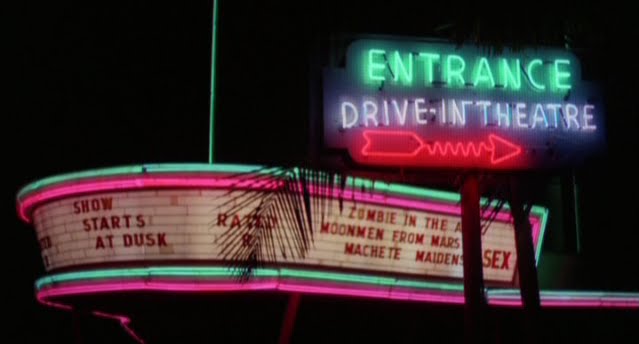 ENTRANCE
DRIVE-IN THEATRE
SHOW
STARTS
AT DUSK
RATED
R
ZOMBIE IN THE
MOONMEN FROM MARS
MACHETE MAIDENS
SEX